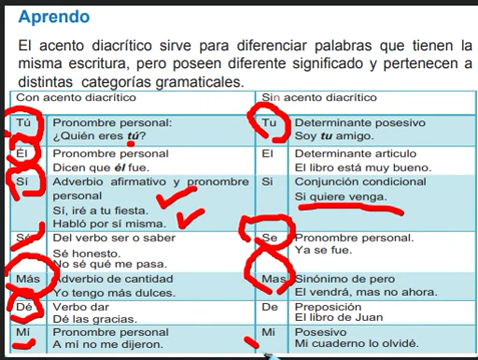 Aprendo
El acento diacrítico sirve para diferenciar palabras que tienen la
misma escritura, pero poseen diferente significado y pertenecen a
distintas categorías gramaticales.
Con acento diacrítico Sin acento diacrítico
Tú Pronombre personal: Tu Determinante posesivo
¿Quién eres tú? Soy tu amigo.
Él Pronombre personal El Determinante articulo
Dicen que él fue. El libro está muy bueno.
Sí Adverbio afirmativo y pronombre Si Conjunción condicional
personal Si quiere venga.
Sí, iré a tu fiesta.
Habló por sí misma.
Sé Del verbo ser o saber Se Pronombre personal.
Sé honesto. Ya se fue.
No sé qué me pasa.
Más Adverbio de cantidad Mas Sinónimo de pero
Yo tengo más dulces. El vendrá, mas no ahora.
Dé Verbo dar De Preposición
Dé las gracias. El libro de Juan
Mí Pronombre personal Mi Posesivo
A mí no me dijeron. Mi cuaderno lo olvidé.